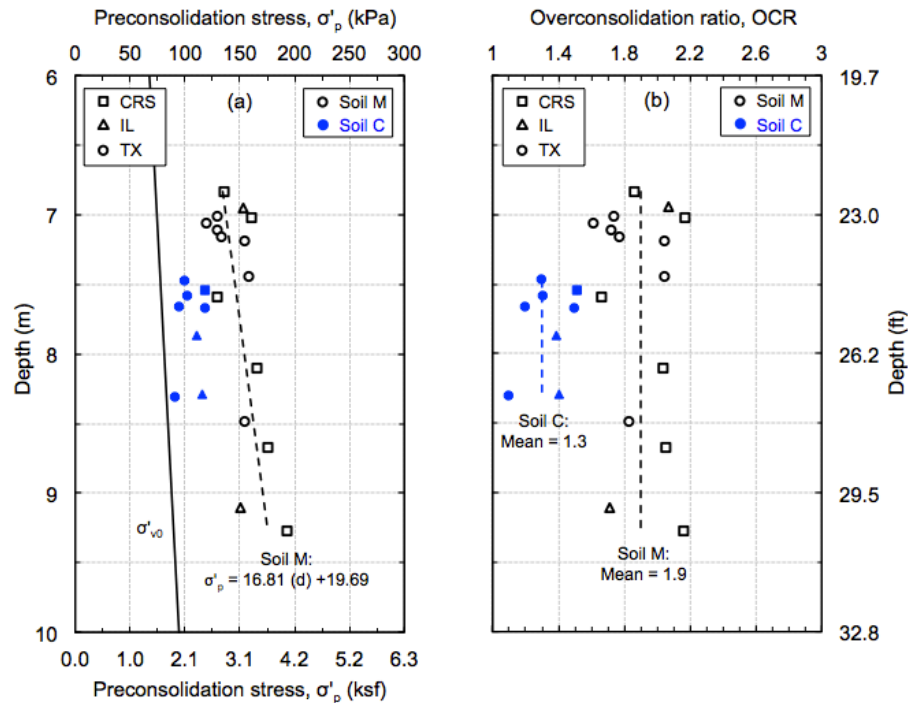 Preconsolidation stress, σ'p (kPa)
0 50 100 150 200 250 300
6
7
8
9
10
Depth (m)
(a)
CRS
IL
TX
Soil M
Soil C
σ'v0
Soil M:
σ'p = 16.81 (d) +19.69
0.0 1.0 2.1 3.1 4.2 5.2 6.3
Preconsolidation stress, σ'p (ksf)
Overconsolidation ratio, OCR
1 1.4 1.8 2.2 2.6 3
(b)
CRS
IL
TX
Soil M
Soil C
Soil C:
Mean = 1.3
Soil M:
Mean = 1.9
19.7
23.0
26.2
29.5
32.8
Depth (ft)